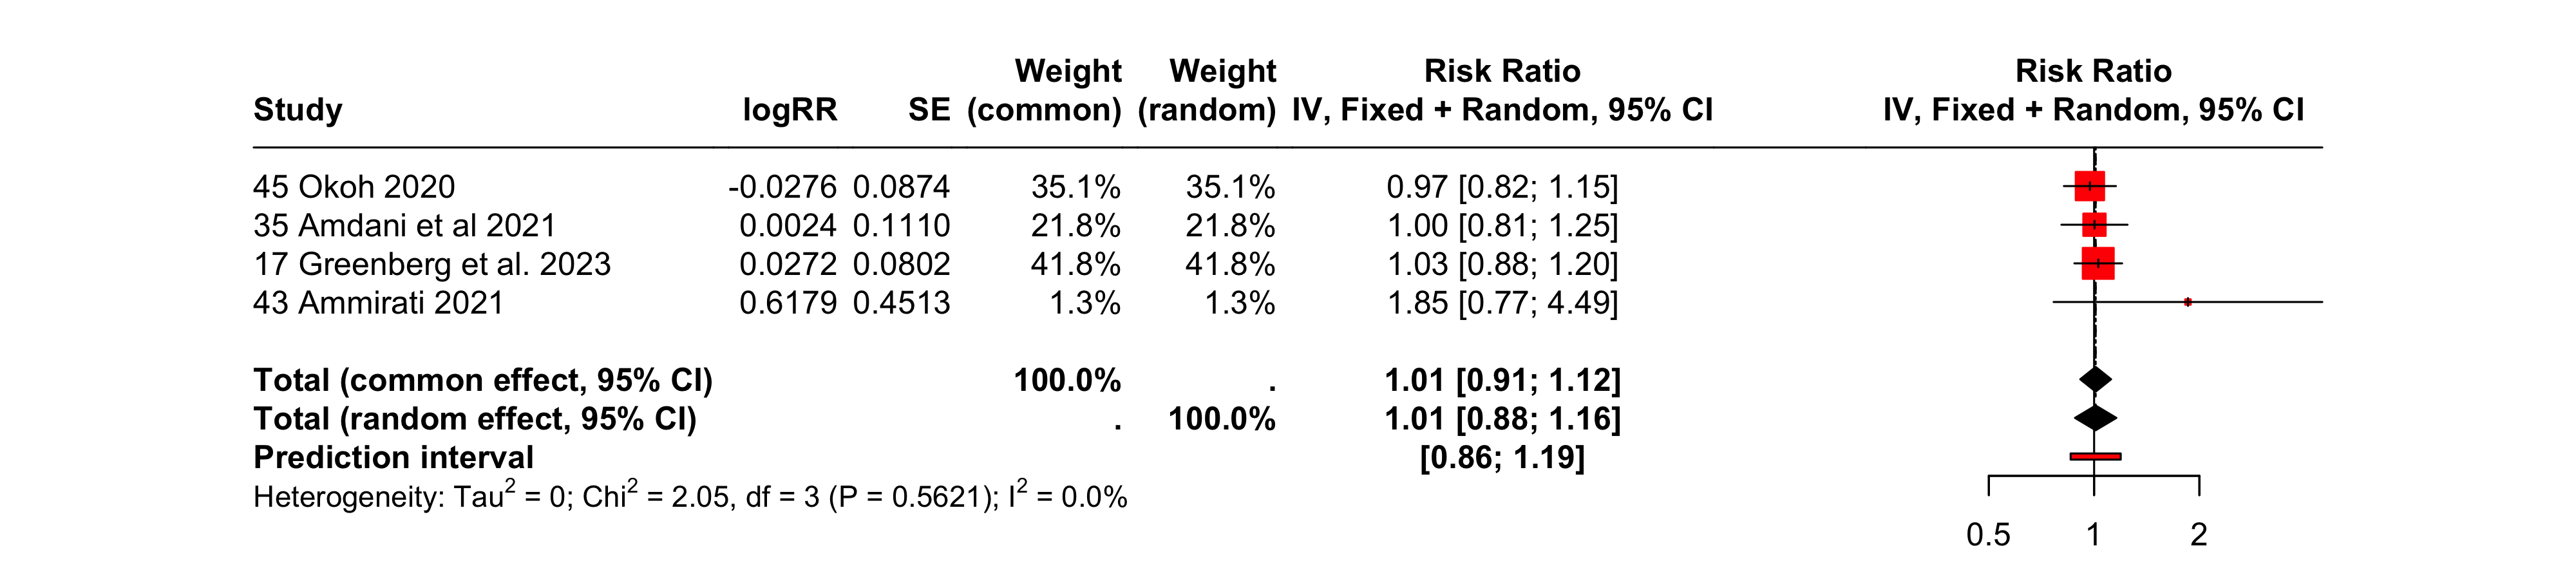 Weight Weight Risk Ratio Risk Ratio
Study logRR SE (common) (random) IV, Fixed + Random, 95% CI IV, Fixed + Random, 95% CI
45 Okoh 2020 -0.0276 0.0874 35.1% 35.1% 0.97 [0.82; 1.15]
35 Amdani et al 2021 0.0024 0.1110 21.8% 21.8% 1.00 [0.81; 1.25]
17 Greenberg et al. 2023 0.0272 0.0802 41.8% 41.8% 1.03 [0.88; 1.20]
43 Ammirati 2021 0.6179 0.4513 1.3% 1.3% 1.85 [0.77; 4.49]
Total (common effect, 95% CI) 100.0% . 1.01 [0.91; 1.12]
Total (random effect, 95% CI) . 100.0% 1.01 [0.88; 1.16]
Prediction interval [0.86; 1.19]
Heterogeneity: Tau² = 0; Chi² = 2.05, df = 3 (P = 0.5621); I² = 0.0%
0.5 1 2